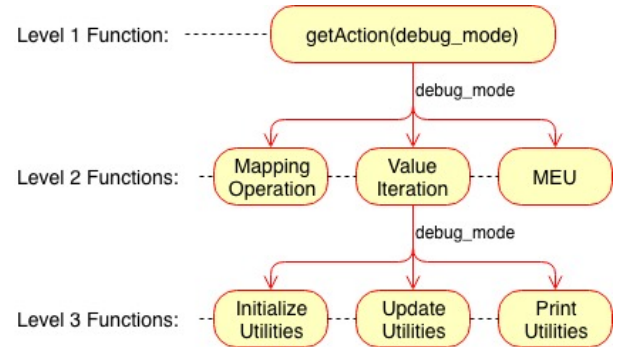 Level 1 Function:
getAction(debug_mode)
debug_mode
Level 2 Functions:
Mapping
Operation
Value
Iteration
MEU
debug_mode
Level 3 Functions:
Initialize
Utilities
Update
Utilities
Print
Utilities